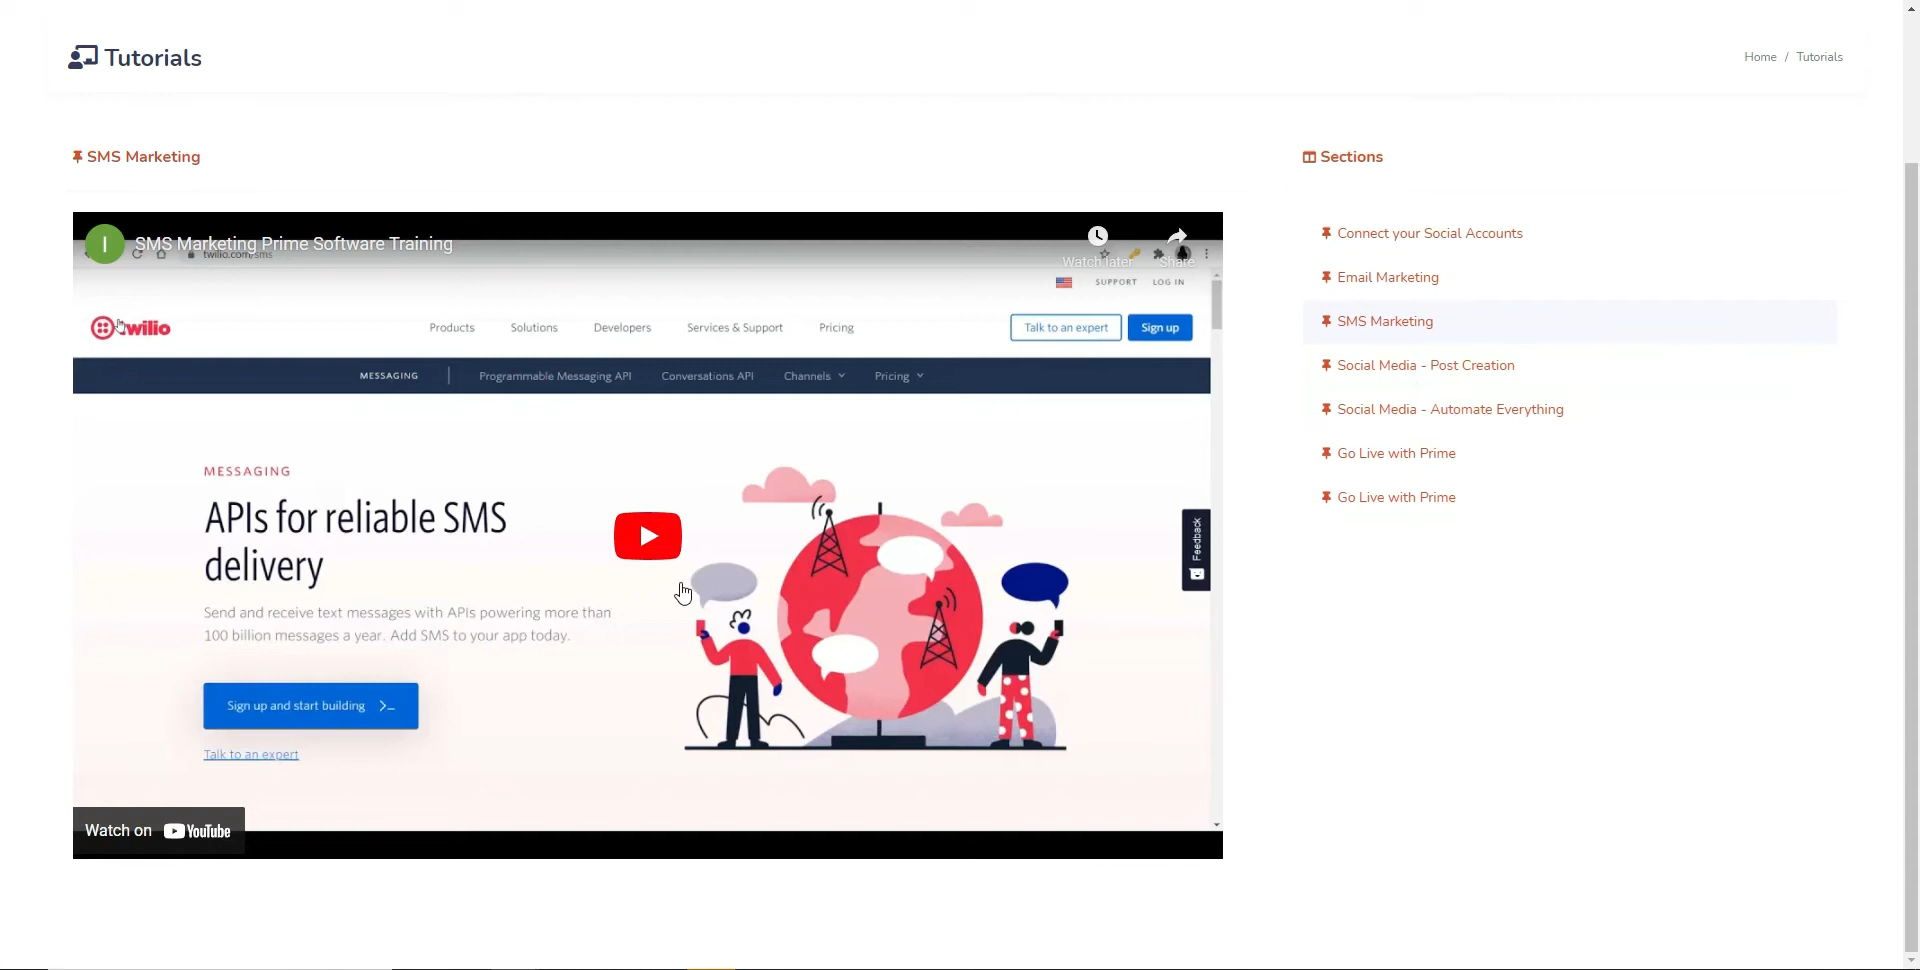 Tutorials
Home / Tutorials
SMS Marketing
Sections
I
SMS Marketing Prime Software Training
Watch later
Share
twilio.com/sms
SUPPORT LOG IN
twilio
Products Solutions Developers Services & Support Pricing
Talk to an expert Sign up
MESSAGING Programmable Messaging API Conversations API Channels Pricing
MESSAGING
APIs for reliable SMS
delivery
Send and receive text messages with APIs powering more than
100 billion messages a year. Add SMS to your app today.
Sign up and start building >_
Talk to an expert
Feedback
Watch on YouTube
Connect your Social Accounts
Email Marketing
SMS Marketing
Social Media - Post Creation
Social Media - Automate Everything
Go Live with Prime
Go Live with Prime